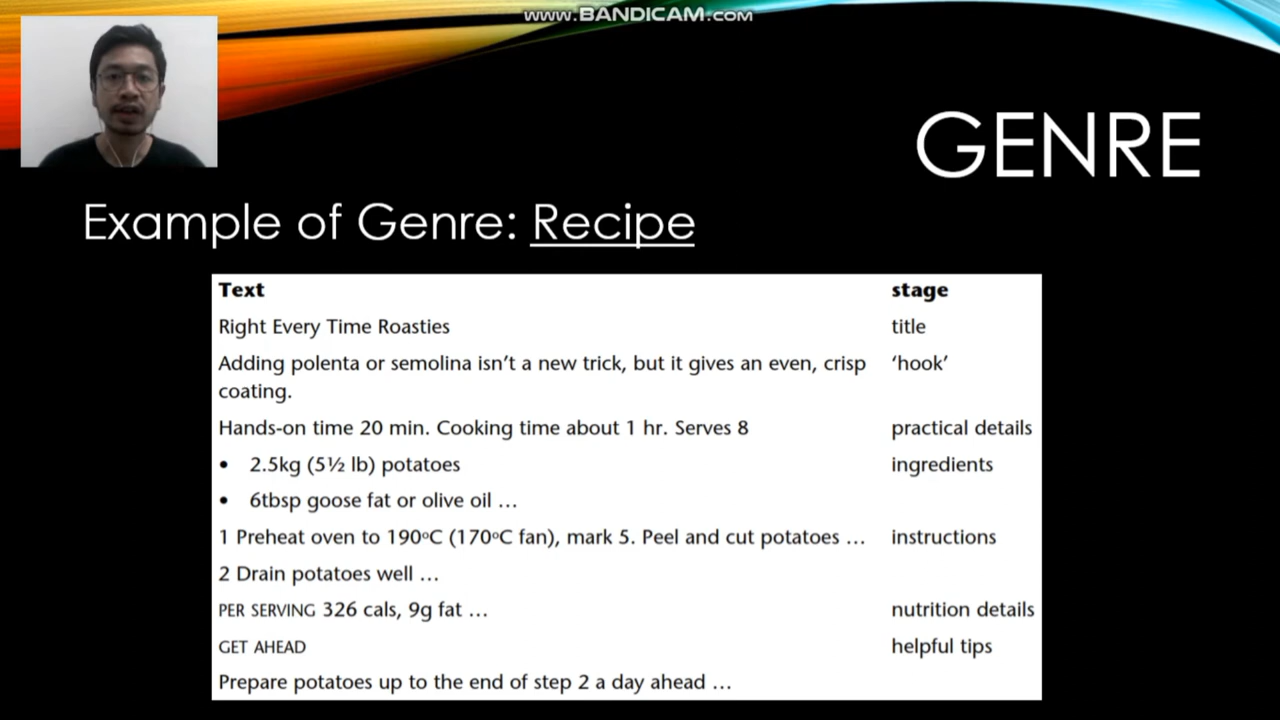 www.BANDICAM.com
GENRE
Example of Genre: Recipe
Text stage
Right Every Time Roasties title
Adding polenta or semolina isn’t a new trick, but it gives an even, crisp ‘hook’
coating.
Hands-on time 20 min. Cooking time about 1 hr. Serves 8 practical details
• 2.5kg (5½ lb) potatoes ingredients
• 6tbsp goose fat or olive oil …
1 Preheat oven to 190°C (170°C fan), mark 5. Peel and cut potatoes … instructions
2 Drain potatoes well …
PER SERVING 326 cals, 9g fat … nutrition details
GET AHEAD helpful tips
Prepare potatoes up to the end of step 2 a day ahead …